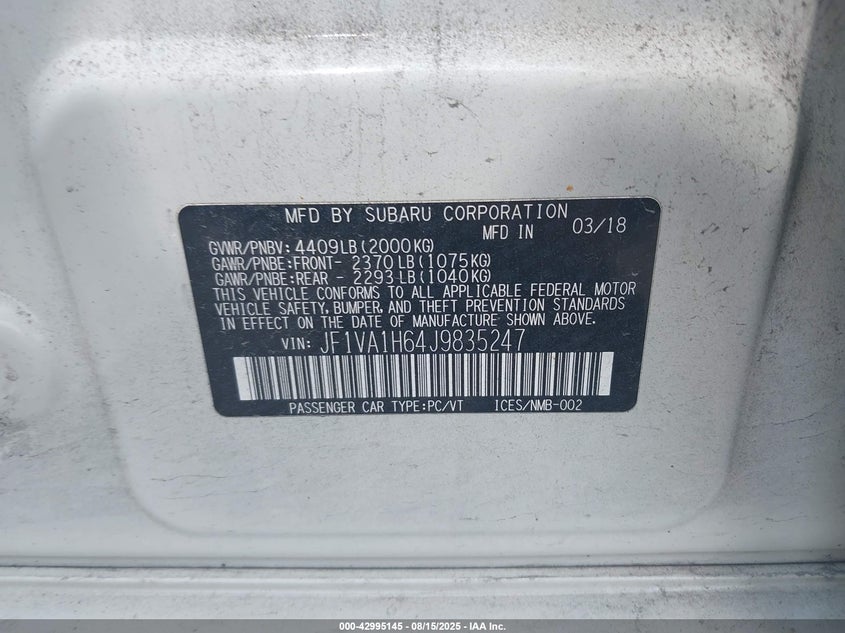 MFD BY SUBARU CORPORATION
MFD IN 03/18
GVWR/PNBV: 4409LB(2000KG)
GAWR/PNBE:FRONT- 2370LB(1075KG)
GAWR/PNBE:REAR - 2293LB(1040KG)
THIS VEHICLE CONFORMS TO ALL APPLICABLE FEDERAL MOTOR
VEHICLE SAFETY, BUMPER, AND THEFT PREVENTION STANDARDS
IN EFFECT ON THE DATE OF MANUFACTURE SHOWN ABOVE.
VIN: JF1VA1H64J9835247
PASSENGER CAR TYPE:PC/VT ICES/NMB-002
000-42995145 - 08/15/2025 - IAA Inc.